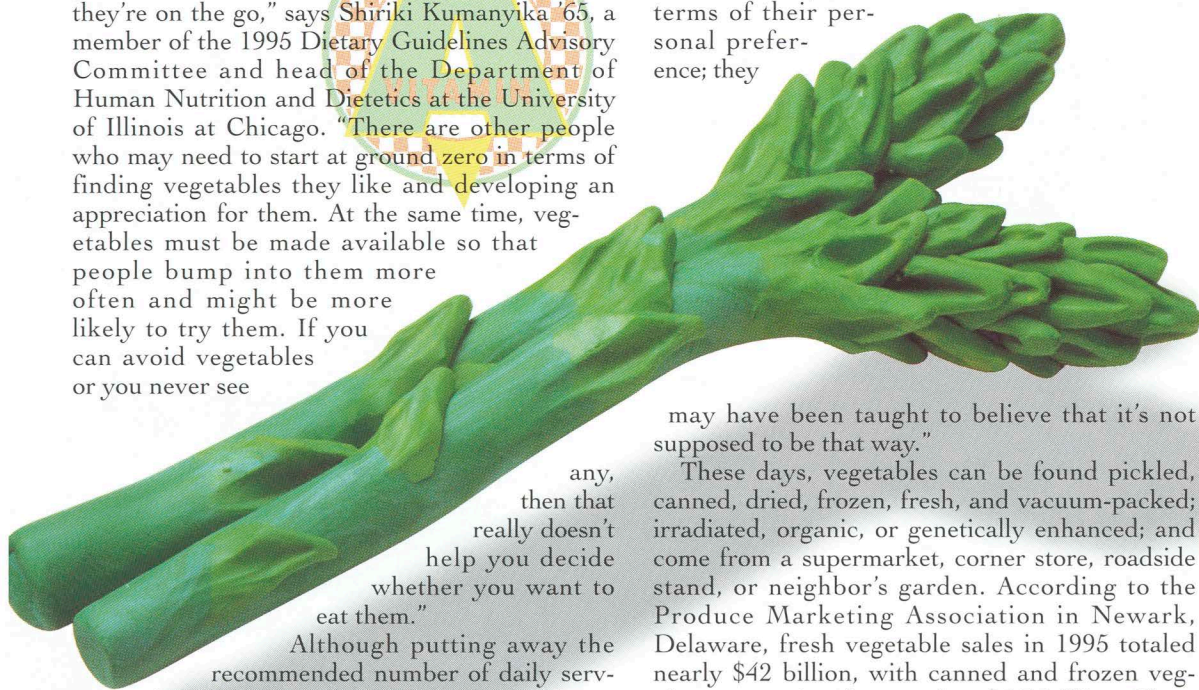 they're on the go,” says Shiriki Kumanyika '65, a
member of the 1995 Dietary Guidelines Advisory
Committee and head of the Department of
Human Nutrition and Dietetics at the University
of Illinois at Chicago. “There are other people
who may need to start at ground zero in terms of
finding vegetables they like and developing an
appreciation for them. At the same time, veg-
etables must be made available so that
people bump into them more
often and might be more
likely to try them. If you
can avoid vegetables
or you never see
any,
then that
really doesn't
help you decide
whether you want to
eat them.”
Although putting away the
recommended number of daily serv-
terms of their per-
sonal prefer-
ence; they
may have been taught to believe that it's not
supposed to be that way.”
These days, vegetables can be found pickled,
canned, dried, frozen, fresh, and vacuum-packed;
irradiated, organic, or genetically enhanced; and
come from a supermarket, corner store, roadside
stand, or neighbor's garden. According to the
Produce Marketing Association in Newark,
Delaware, fresh vegetable sales in 1995 totaled
nearly $42 billion, with canned and frozen veg-
A
VITAMIN